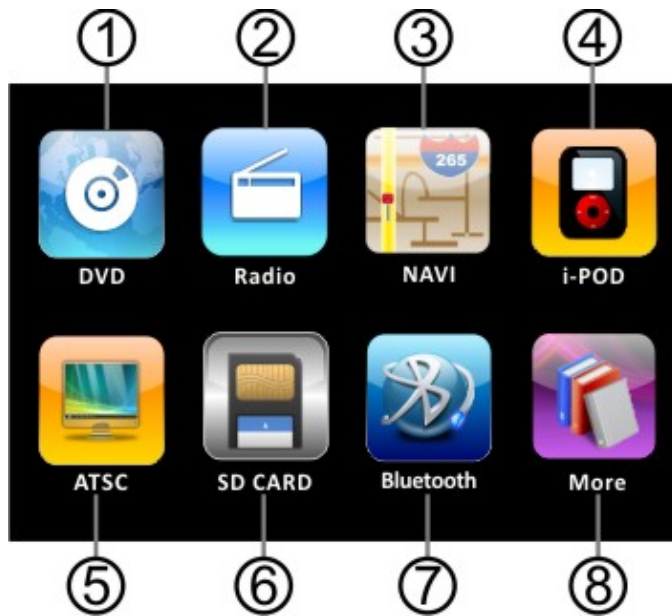 ① ② ③ ④
265
DVD Radio NAVI i-POD
ATSC SD CARD Bluetooth More
⑤ ⑥ ⑦ ⑧